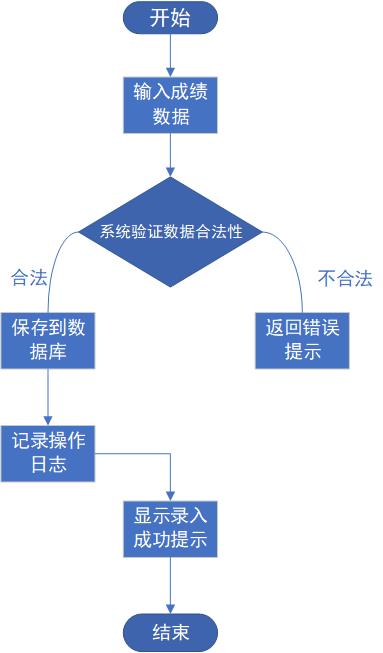 开始
输入成绩
数据
系统验证数据合法性
合法
不合法
保存到数
据库
返回错误
提示
记录操作
日志
显示录入
成功提示
结束